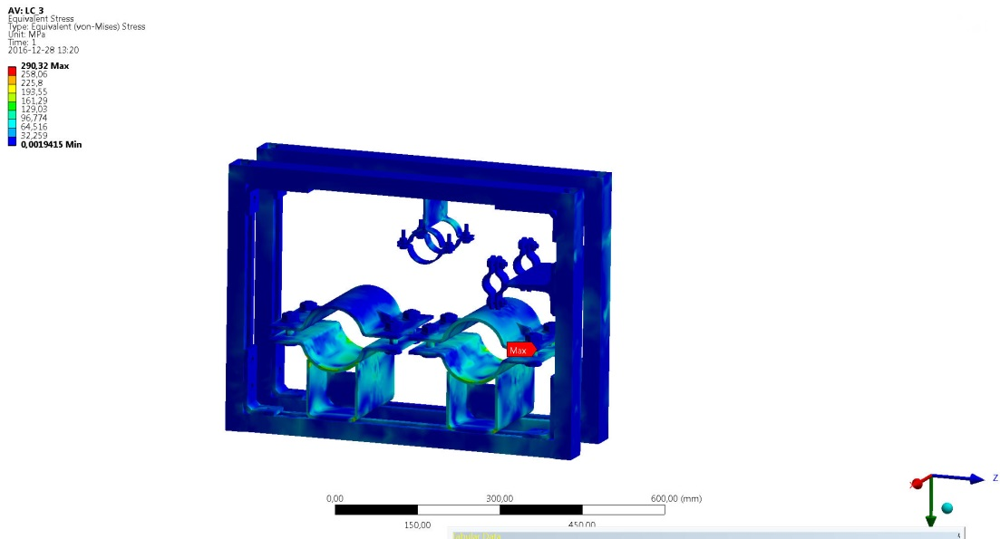 AV: LC_3
Equivalent Stress
Type: Equivalent (von-Mises) Stress
Unit: MPa
Time: 1
2016-12-28 13:20
290,32 Max
258,06
225,8
193,55
161,29
129,03
96,774
64,516
32,259
0,0019415 Min
Max
0,00
300,00
600,00 (mm)
150,00
450,00
X
Z
Tabular Data